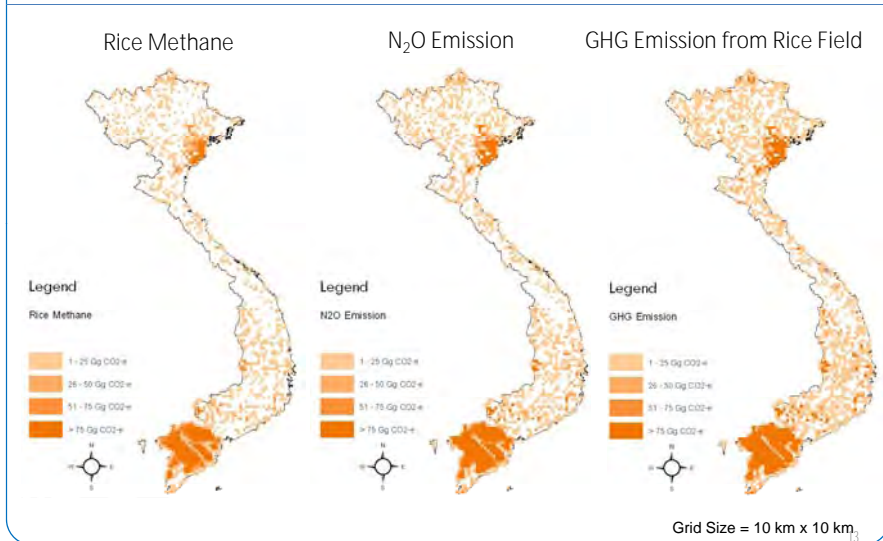 Rice Methane
N₂O Emission
GHG Emission from Rice Field
Legend
Rice Methane
1 - 25 Gg CO2-e
26 - 50 Gg CO2-e
51 - 75 Gg CO2-e
> 75 Gg CO2-e
N
W E
S
Legend
N2O Emission
1 - 25 Gg CO2-e
26 - 50 Gg CO2-e
51 - 75 Gg CO2-e
> 75 Gg CO2-e
N
W E
S
Legend
GHG Emission
1 - 25 Gg CO2-e
26 - 50 Gg CO2-e
51 - 75 Gg CO2-e
> 75 Gg CO2-e
N
W E
S
Grid Size = 10 km x 10 km
13